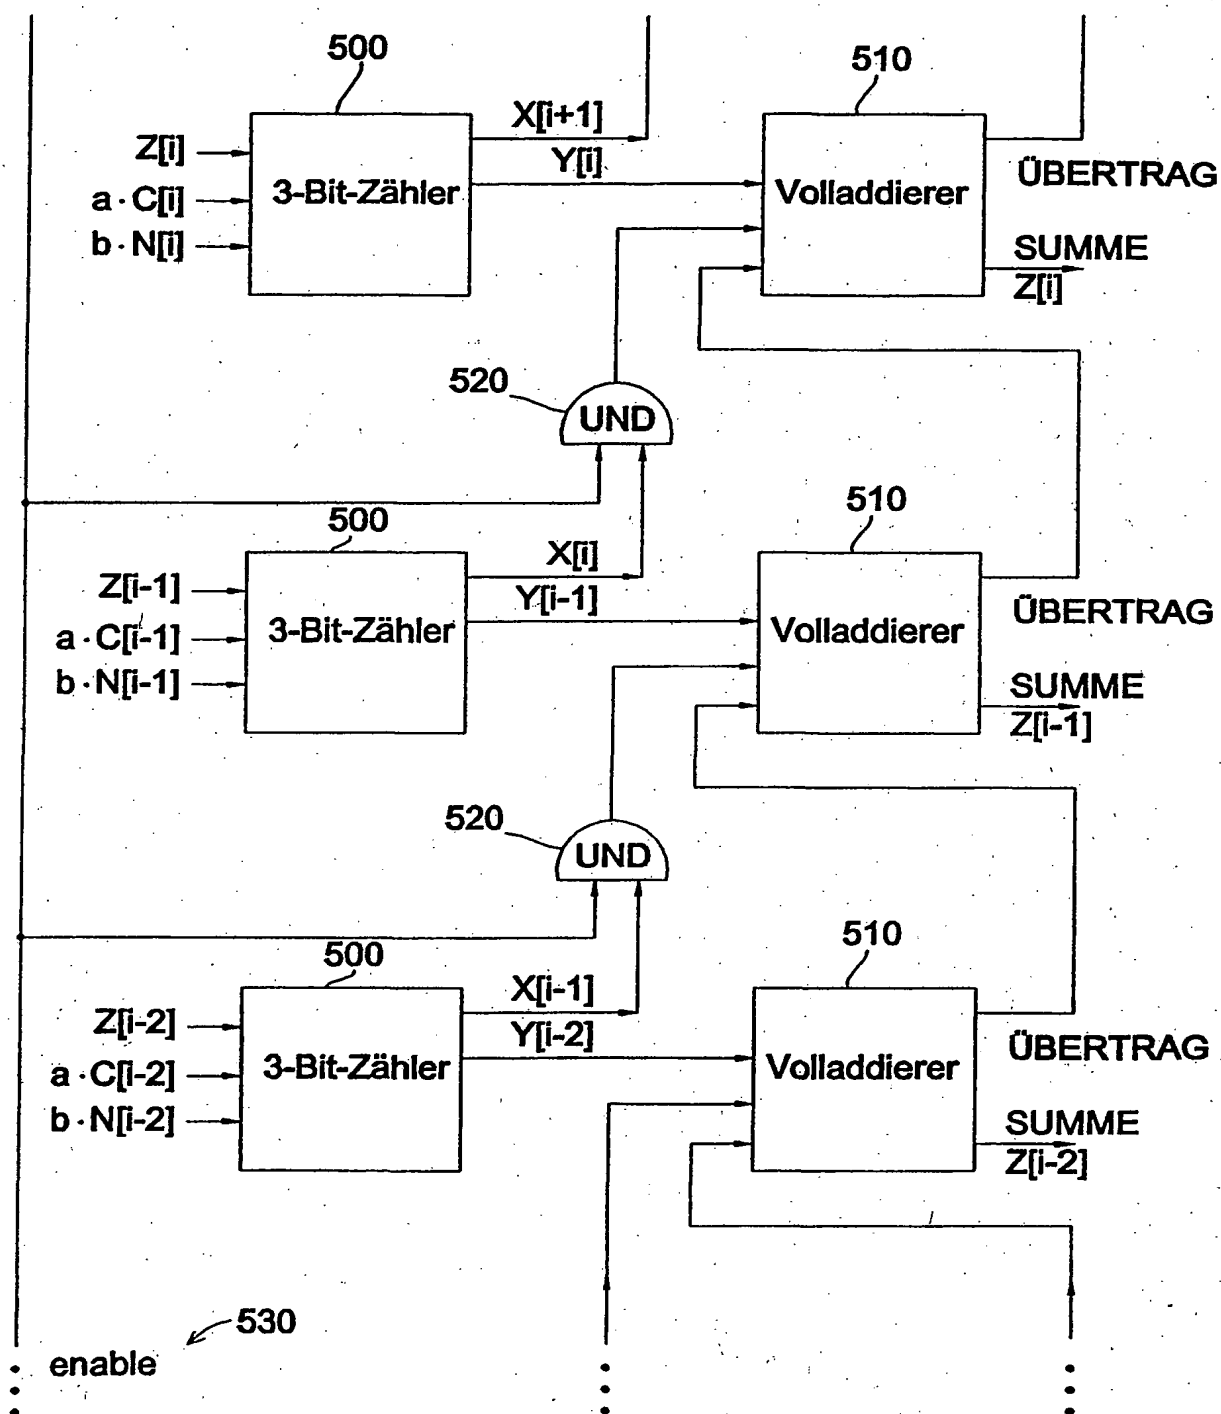 500
510
X[i+1]
Z[i]
Y[i]
a·C[i]
3-Bit-Zähler
Volladdierer
ÜBERTRAG
b·N[i]
SUMME
Z[i]
520
UND
500
510
X[i]
Z[i-1]
Y[i-1]
a·C[i-1]
3-Bit-Zähler
Volladdierer
ÜBERTRAG
b·N[i-1]
SUMME
Z[i-1]
520
UND
500
510
X[i-1]
Z[i-2]
Y[i-2]
a·C[i-2]
3-Bit-Zähler
Volladdierer
ÜBERTRAG
b·N[i-2]
SUMME
Z[i-2]
530
enable